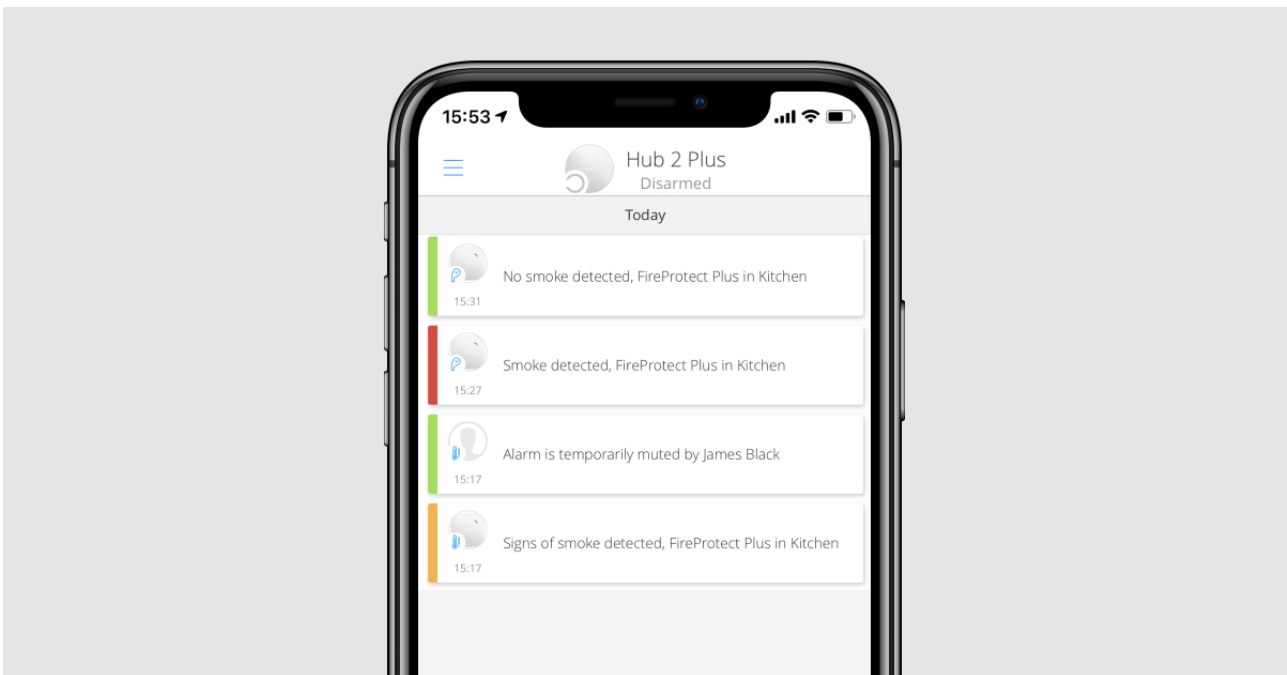 15:53
Hub 2 Plus
Disarmed
Today
No smoke detected, FireProtect Plus in Kitchen
15:31
Smoke detected, FireProtect Plus in Kitchen
15:27
Alarm is temporarily muted by James Black
15:17
Signs of smoke detected, FireProtect Plus in Kitchen
15:17